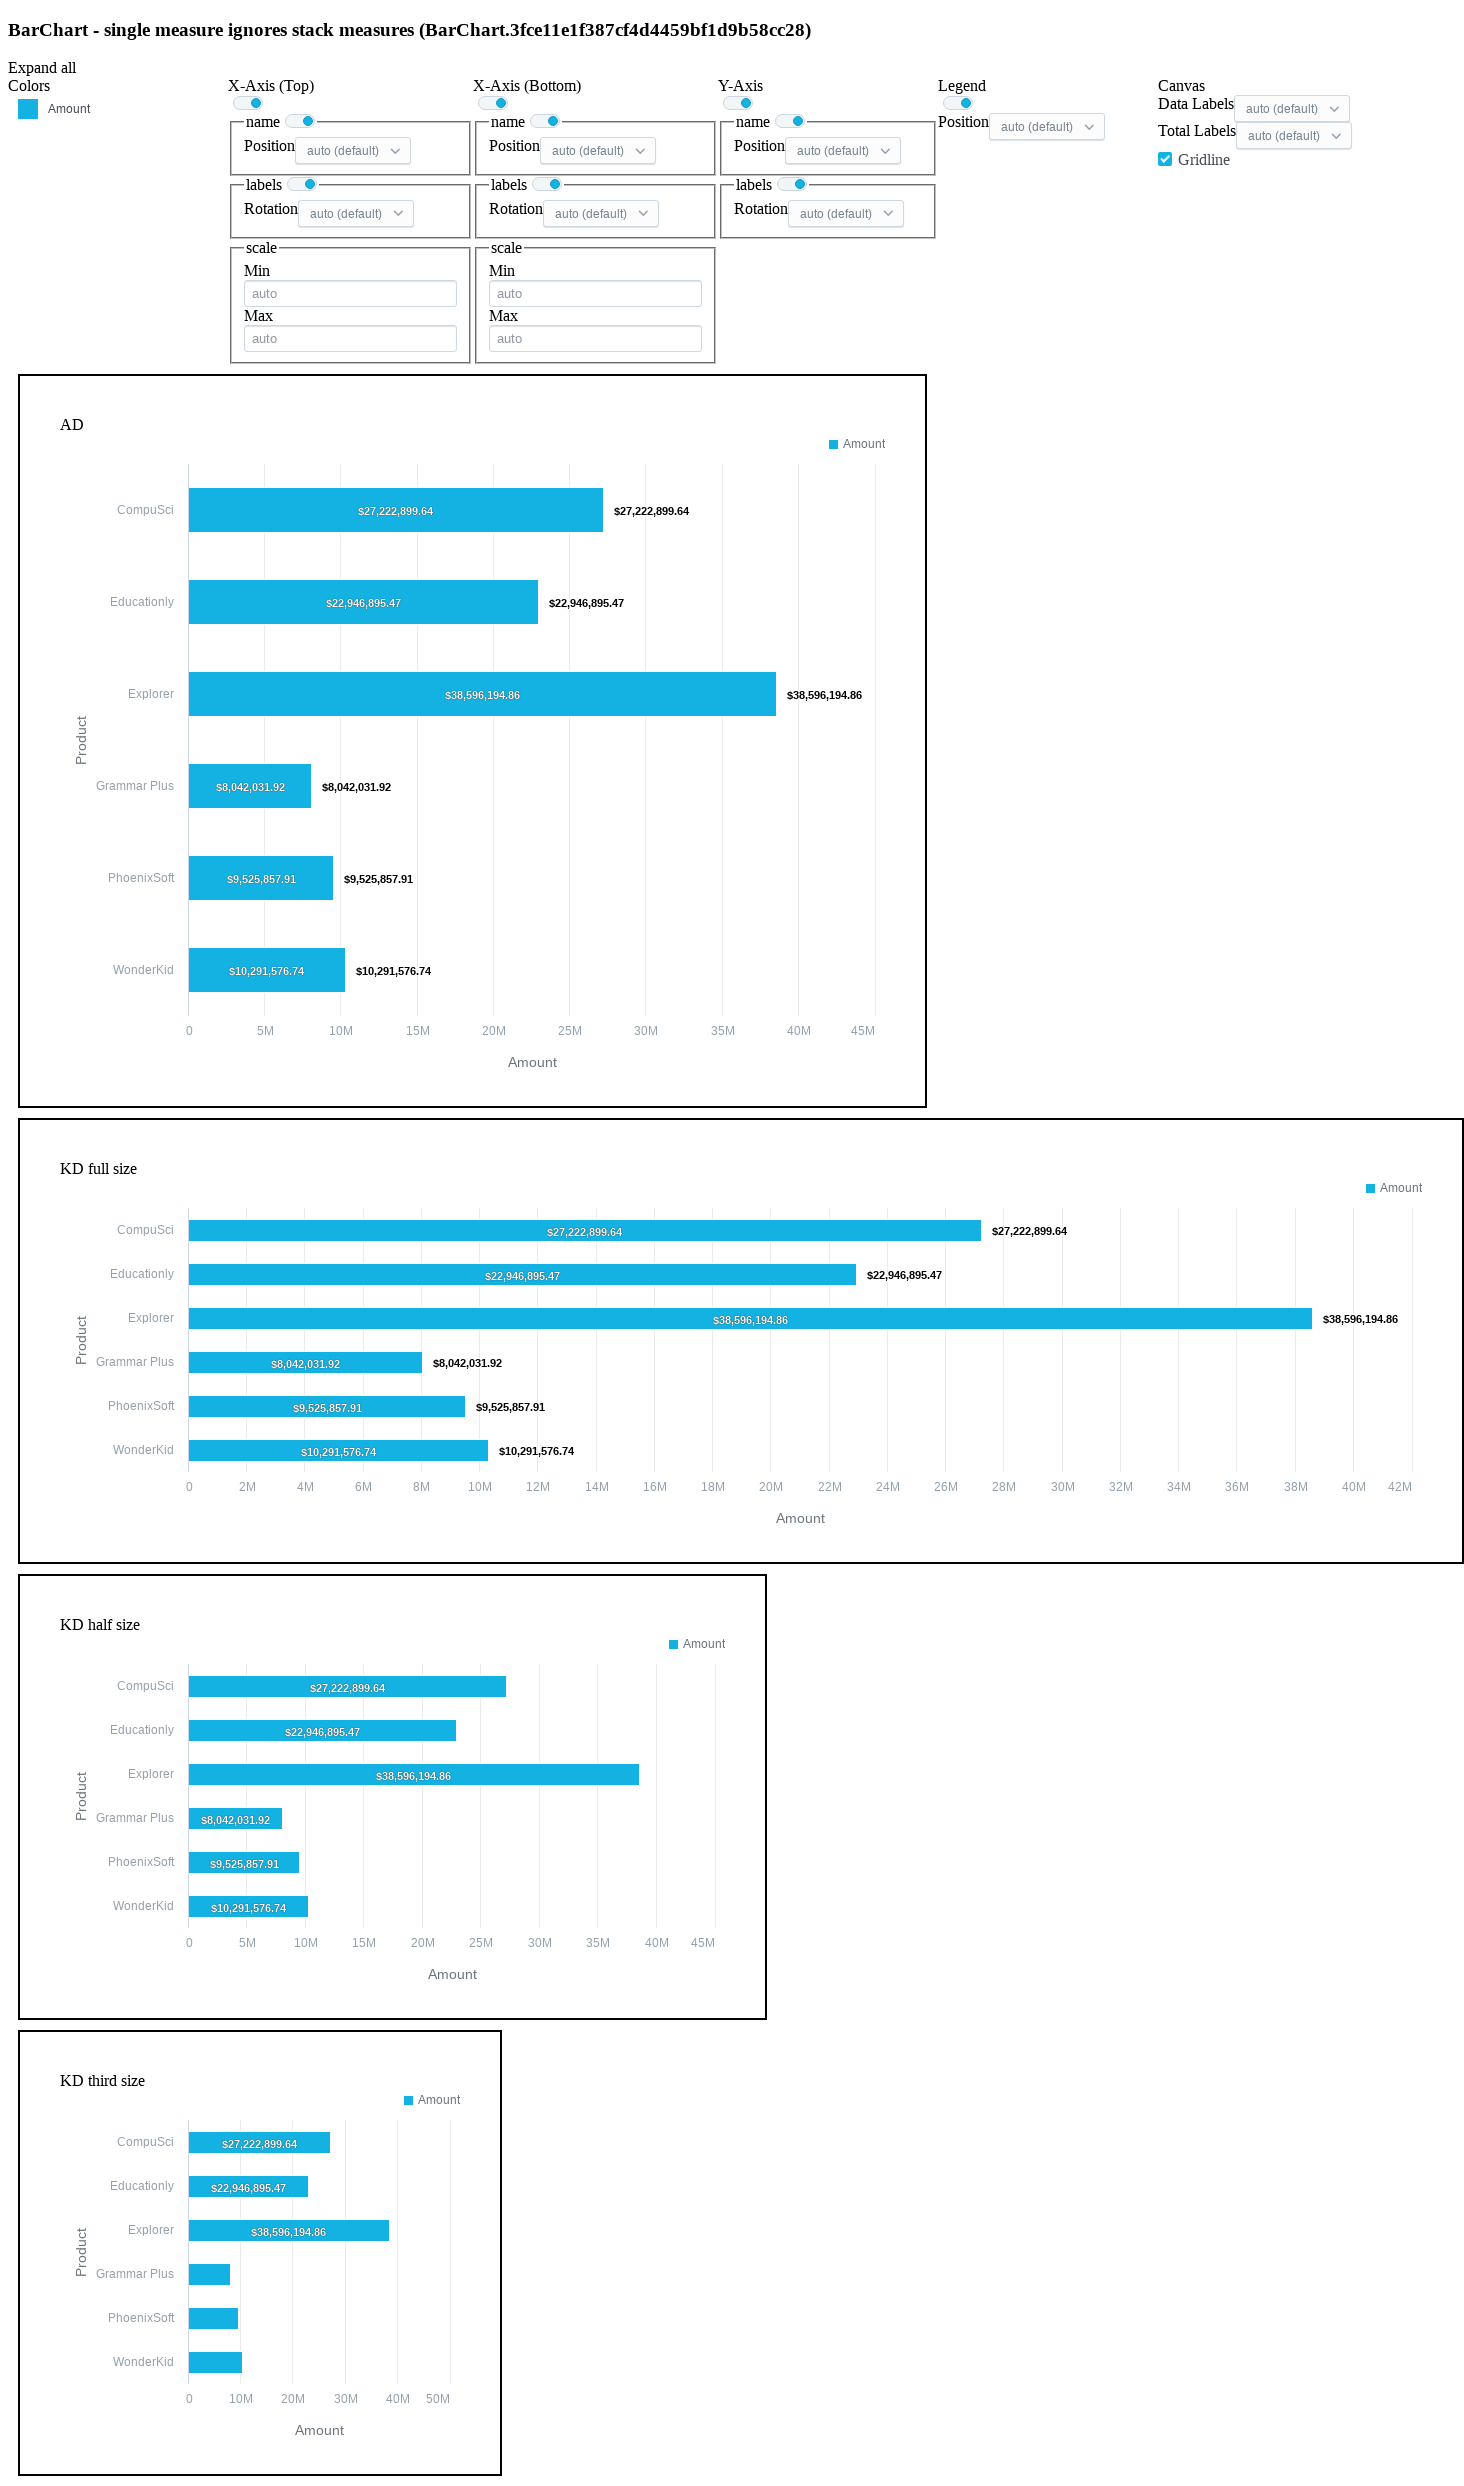 BarChart - single measure ignores stack measures (BarChart.3fce11e1f387cf4d4459bf1d9b58cc28)
Expand all
Colors
Amount
X-Axis (Top)
name
Position auto (default)
labels
Rotation auto (default)
scale
Min
auto
Max
auto
X-Axis (Bottom)
name
Position auto (default)
labels
Rotation auto (default)
scale
Min
auto
Max
auto
Y-Axis
name
Position auto (default)
labels
Rotation auto (default)
Legend
Position auto (default)
Canvas
Data Labels auto (default)
Total Labels auto (default)
Gridline
AD
Amount
CompuSci $27,222,899.64 $27,222,899.64
Educationly $22,946,895.47 $22,946,895.47
Explorer $38,596,194.86 $38,596,194.86
Product
Grammar Plus $8,042,031.92 $8,042,031.92
PhoenixSoft $9,525,857.91 $9,525,857.91
WonderKid $10,291,576.74 $10,291,576.74
0 5M 10M 15M 20M 25M 30M 35M 40M 45M
Amount
KD full size
Amount
CompuSci $27,222,899.64 $27,222,899.64
Educationly $22,946,895.47 $22,946,895.47
Explorer $38,596,194.86 $38,596,194.86
Product
Grammar Plus $8,042,031.92 $8,042,031.92
PhoenixSoft $9,525,857.91 $9,525,857.91
WonderKid $10,291,576.74 $10,291,576.74
0 2M 4M 6M 8M 10M 12M 14M 16M 18M 20M 22M 24M 26M 28M 30M 32M 34M 36M 38M 40M 42M
Amount
KD half size
Amount
CompuSci $27,222,899.64
Educationly $22,946,895.47
Explorer $38,596,194.86
Product
Grammar Plus $8,042,031.92
PhoenixSoft $9,525,857.91
WonderKid $10,291,576.74
0 5M 10M 15M 20M 25M 30M 35M 40M 45M
Amount
KD third size
Amount
CompuSci $27,222,899.64
Educationly $22,946,895.47
Explorer $38,596,194.86
Product
Grammar Plus
PhoenixSoft
WonderKid
0 10M 20M 30M 40M 50M
Amount